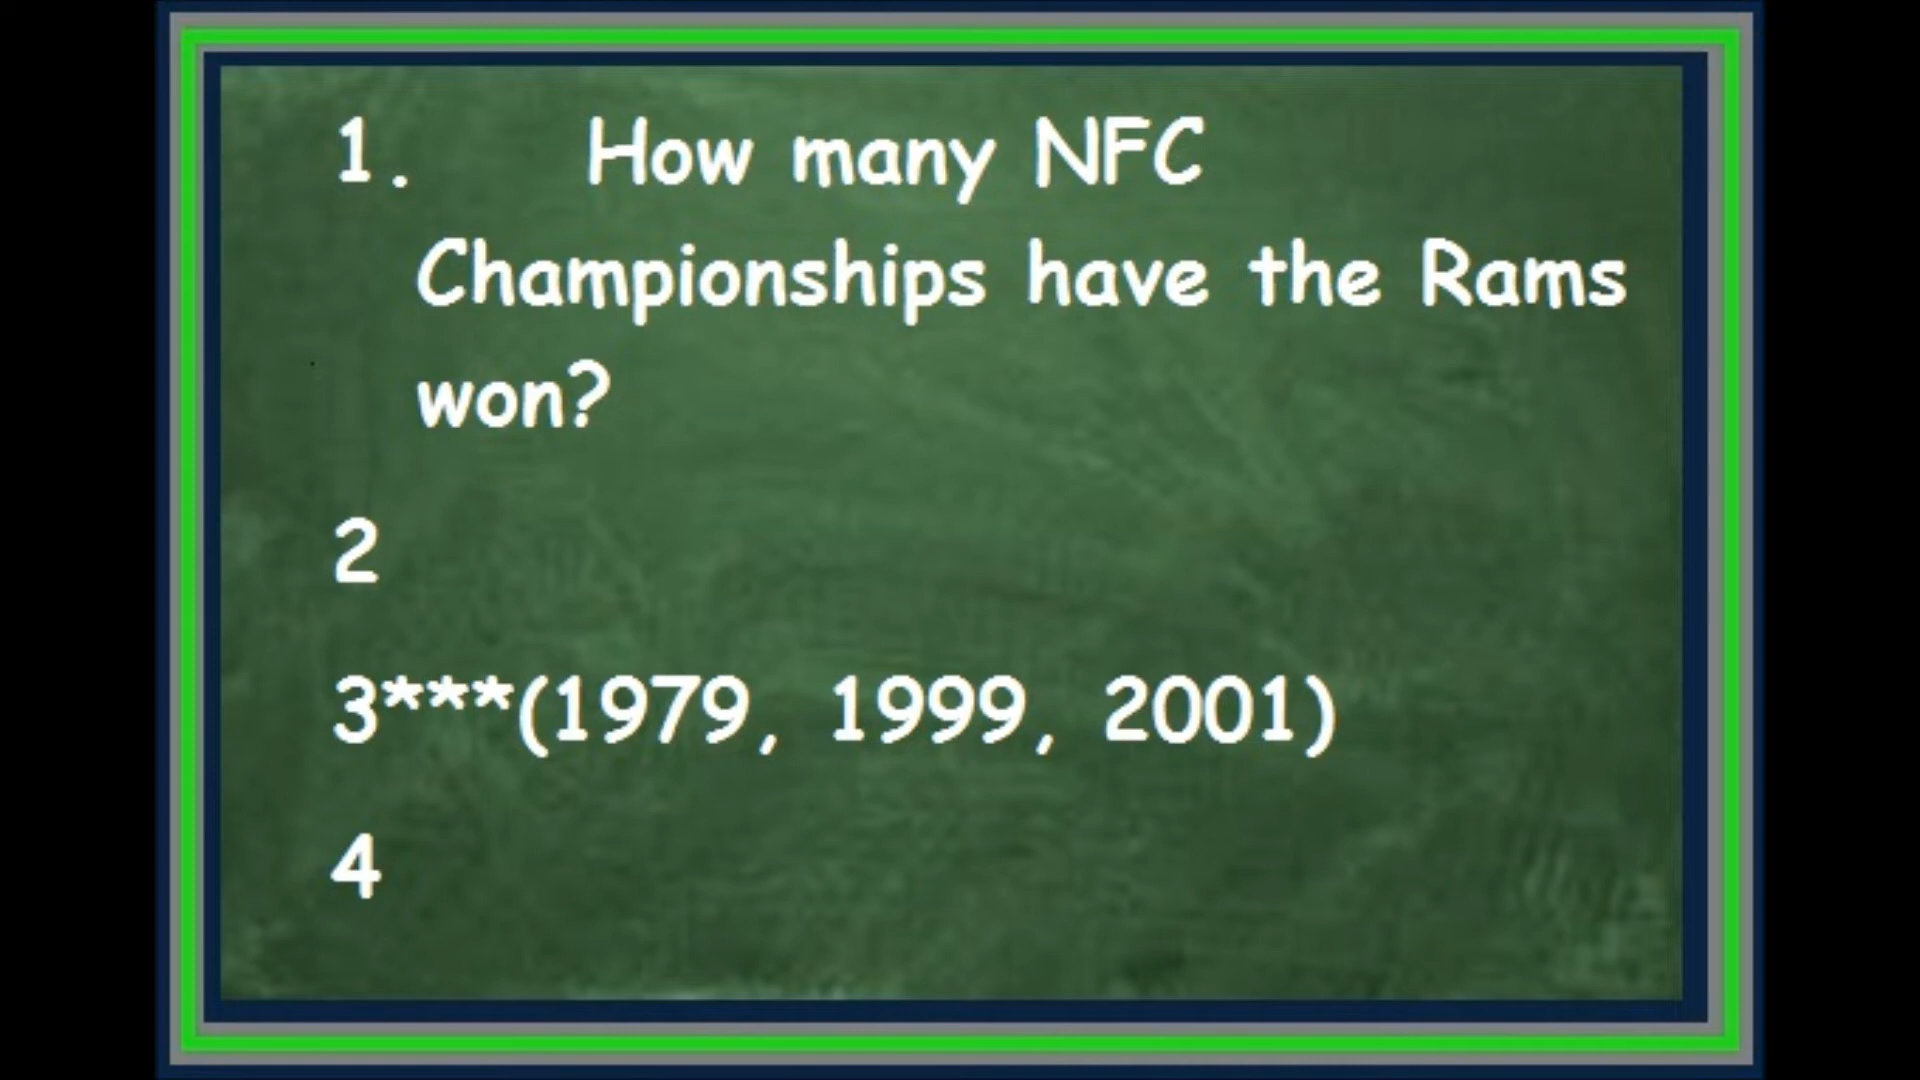 1. How many NFC
Championships have the Rams
won?
2
3***(1979, 1999, 2001)
4